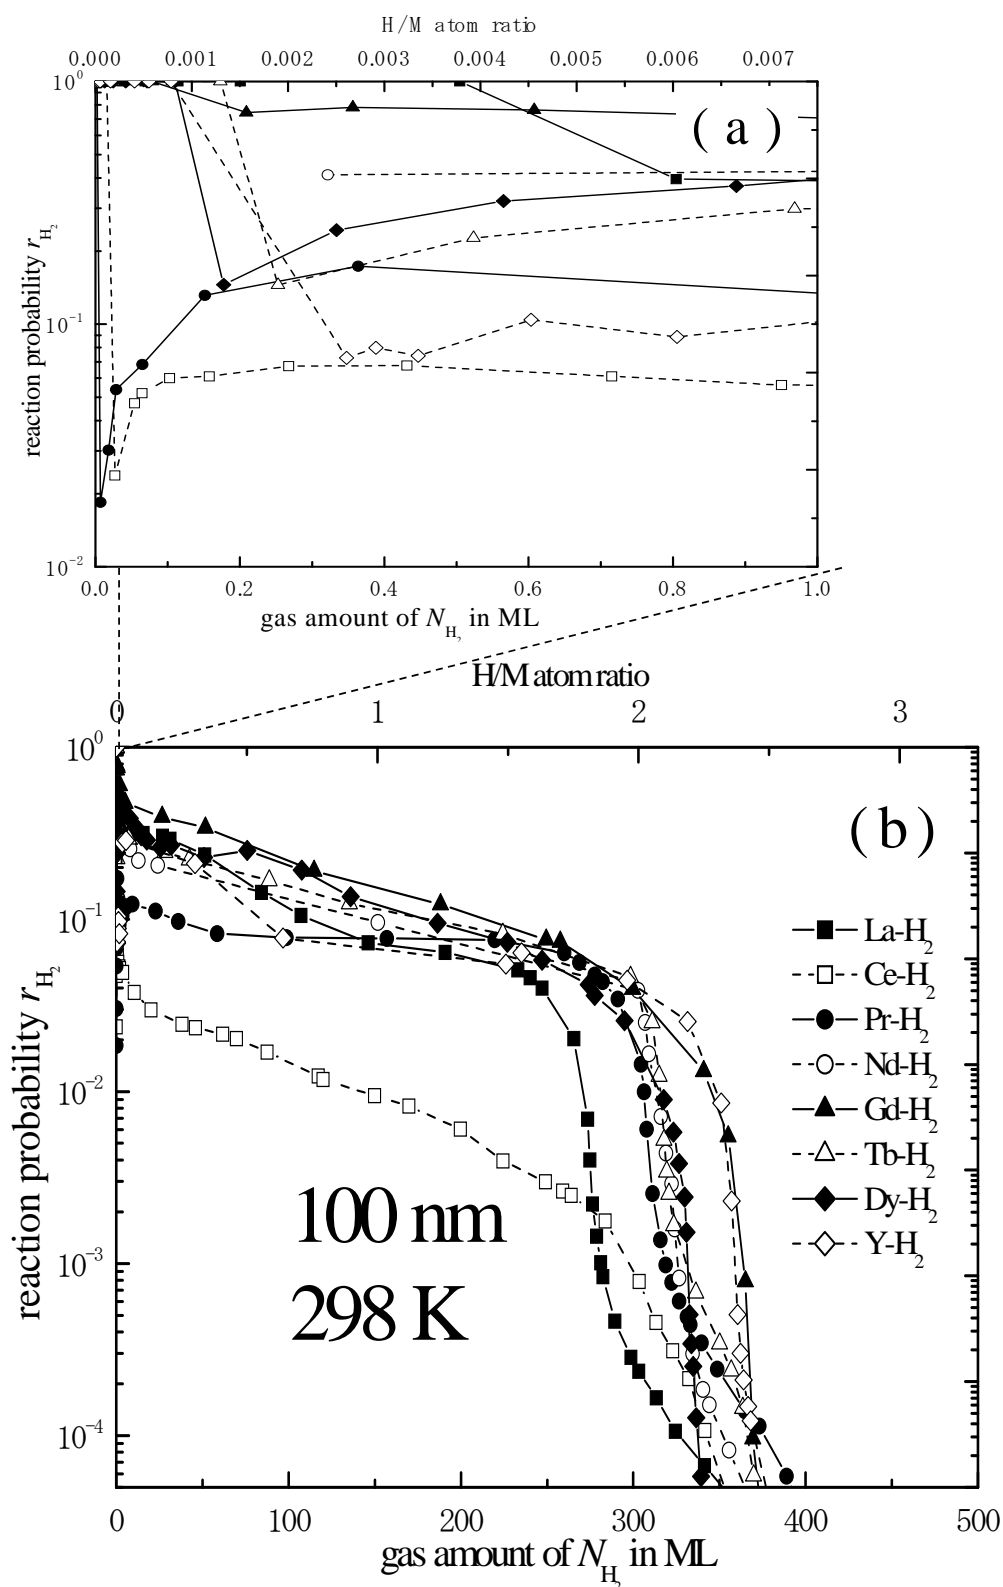 H/M atom ratio
0.000 0.001 0.002 0.003 0.004 0.005 0.006 0.007
10⁰
(a)
10⁻¹
10⁻²
reaction probability r_H₂
0.0 0.2 0.4 0.6 0.8 1.0
gas amount of N_H₂ in ML
H/M atom ratio
0 1 2 3
10⁰
(b)
10⁻¹
10⁻²
10⁻³
10⁻⁴
reaction probability r_H₂
La-H₂
Ce-H₂
Pr-H₂
Nd-H₂
Gd-H₂
Tb-H₂
Dy-H₂
Y-H₂
100 nm
298 K
0 100 200 300 400 500
gas amount of N_H₂ in ML